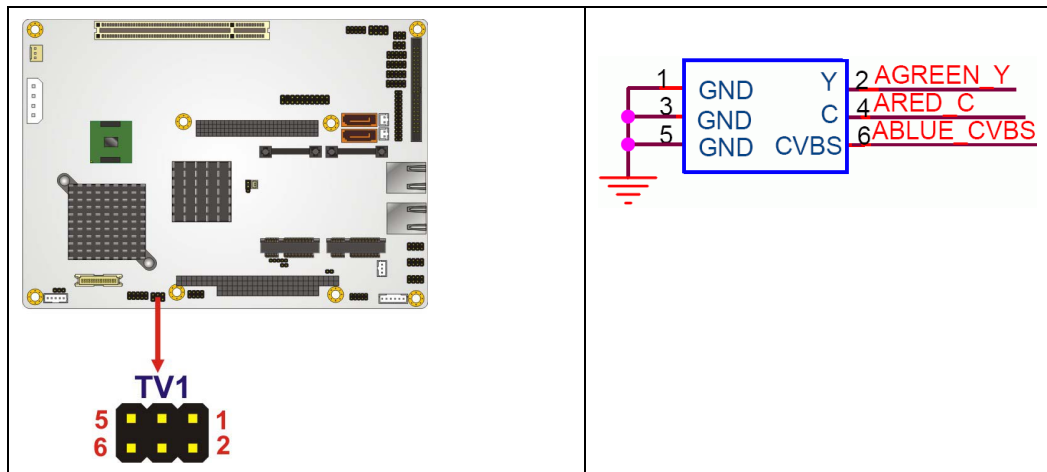 TV1
5 1
6 2
1 GND Y 2 AGREEN_Y
3 GND C 4 ARED_C
5 GND CVBS 6 ABLUE_CVBS